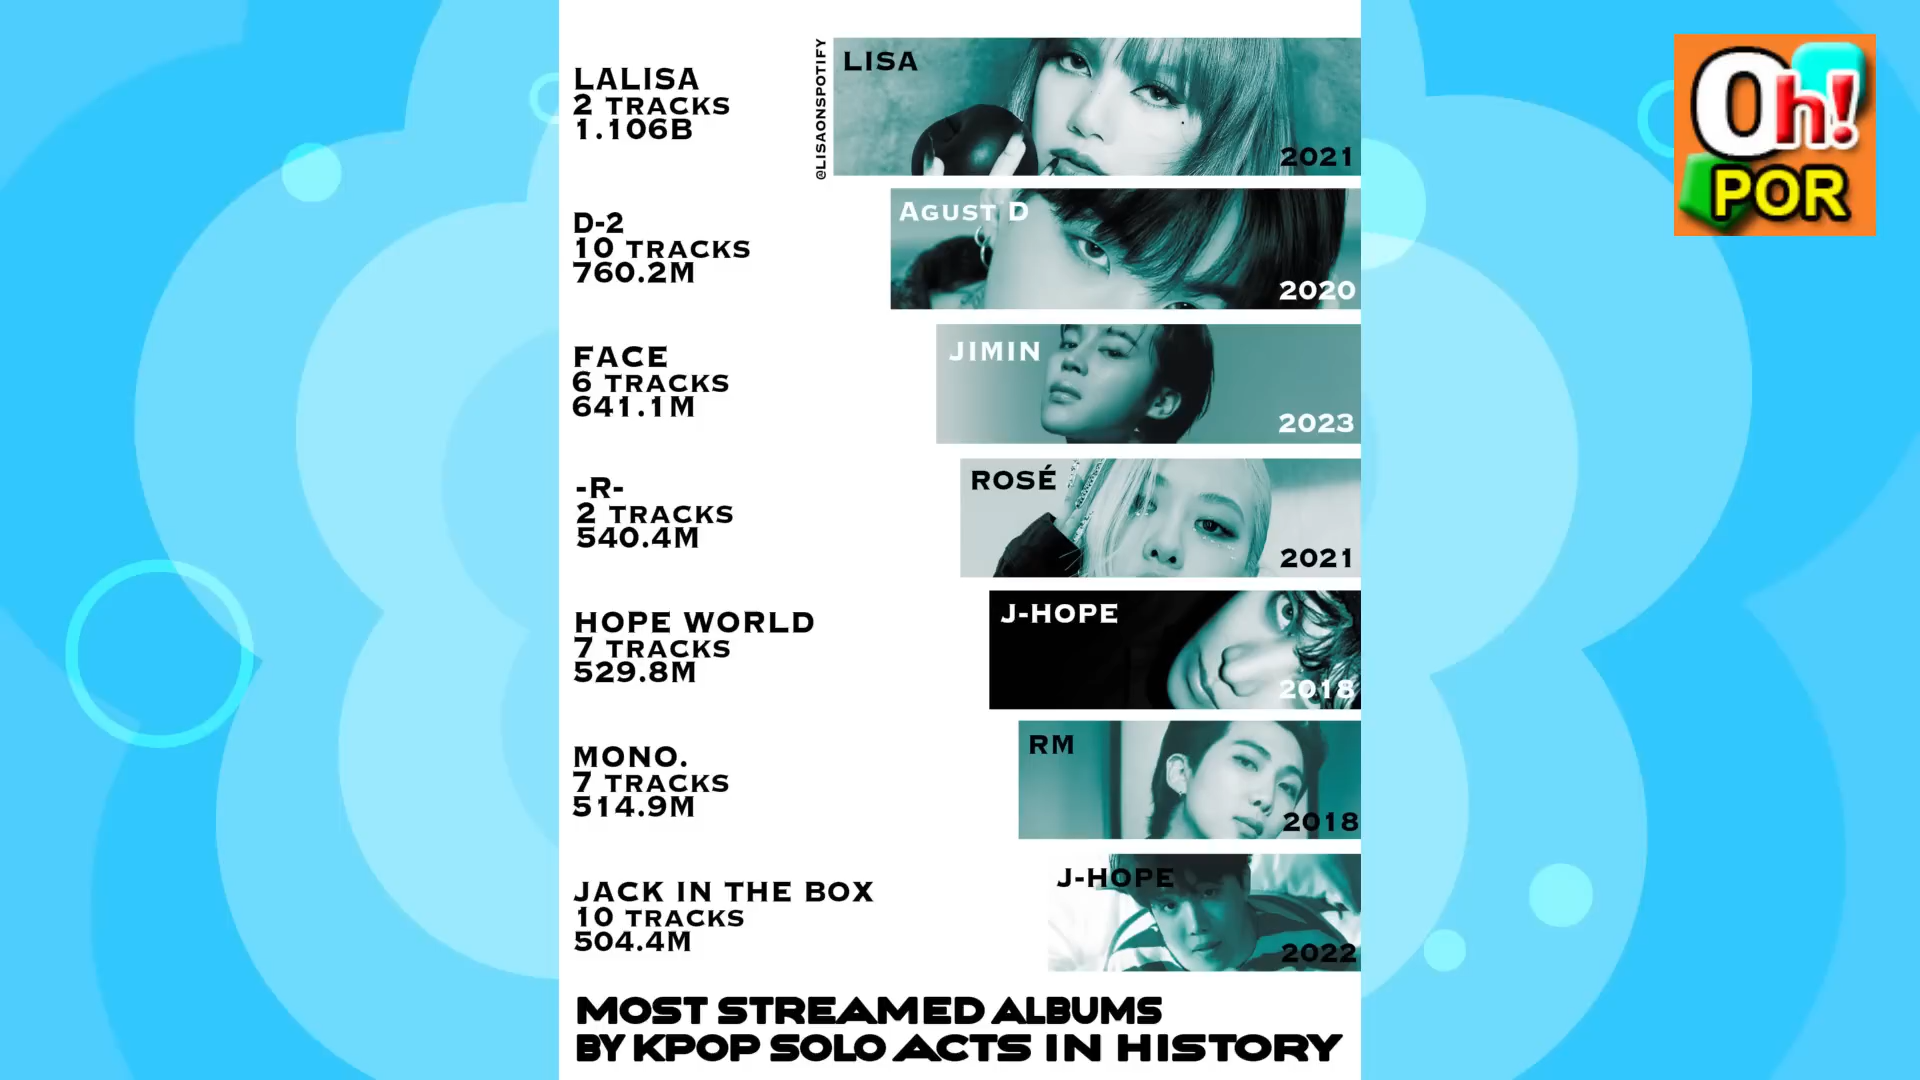 LALISA
2 TRACKS
1.106B
@LISAONSPOTIFY
LISA
2021
D-2
10 TRACKS
760.2M
AGUST D
2020
FACE
6 TRACKS
641.1M
JIMIN
2023
-R-
2 TRACKS
540.4M
ROSÉ
2021
HOPE WORLD
7 TRACKS
529.8M
J-HOPE
2018
MONO.
7 TRACKS
514.9M
RM
2018
JACK IN THE BOX
10 TRACKS
504.4M
J-HOPE
2022
MOST STREAMED ALBUMS
BY KPOP SOLO ACTS IN HISTORY
Oh!
POR